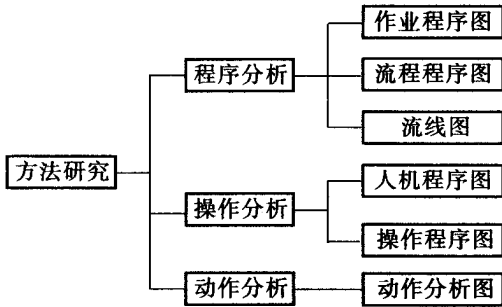 作业程序图
程序分析
流程程序图
流线图
方法研究
人机程序图
操作分析
操作程序图
动作分析
动作分析图